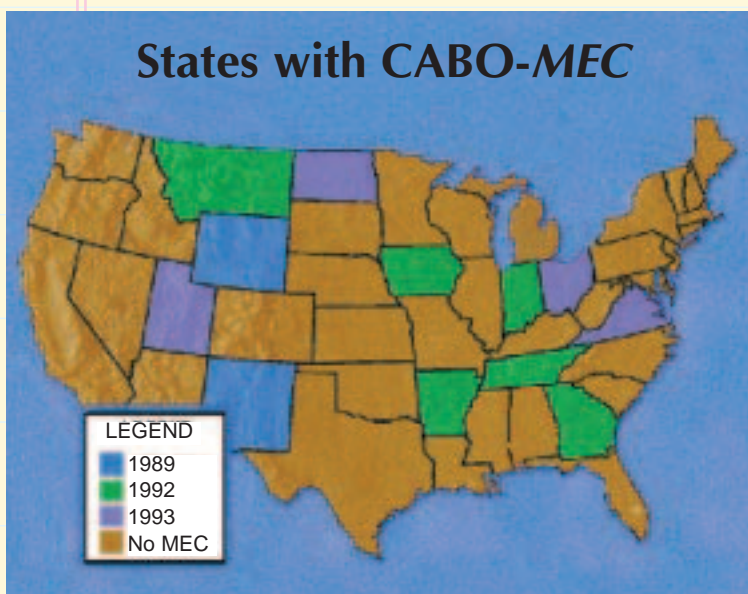 States with CABO-MEC
LEGEND
1989
1992
1993
No MEC